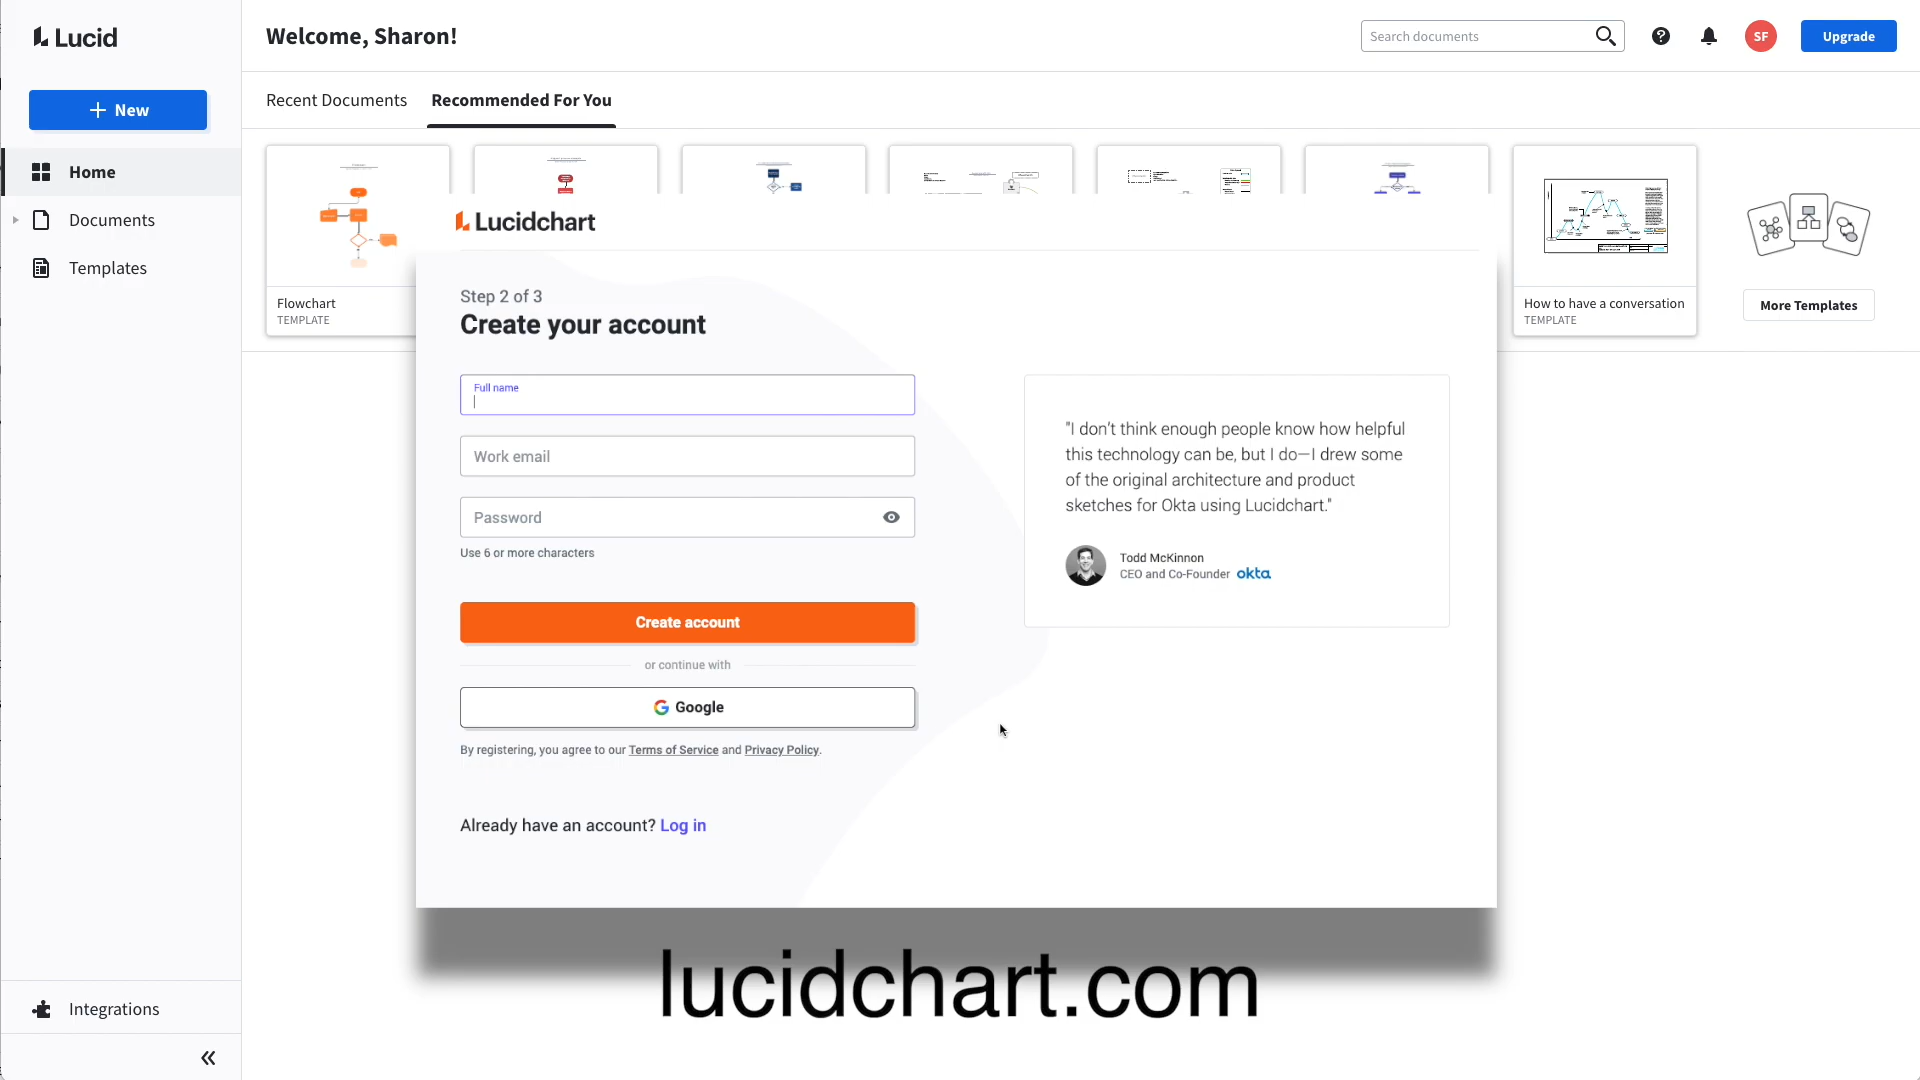 Lucid
Welcome, Sharon!
Search documents
SF
Upgrade
New
Recent Documents
Recommended For You
Home
Documents
Templates
Flowchart
TEMPLATE
How to have a conversation
TEMPLATE
More Templates
Lucidchart
Step 2 of 3
Create your account
Full name
Work email
Password
Use 6 or more characters
Create account
or continue with
Google
By registering, you agree to our Terms of Service and Privacy Policy.
Already have an account? Log in
"I don't think enough people know how helpful
this technology can be, but I do—I drew some
of the original architecture and product
sketches for Okta using Lucidchart."
Todd McKinnon
CEO and Co-Founder okta
Integrations
lucidchart.com